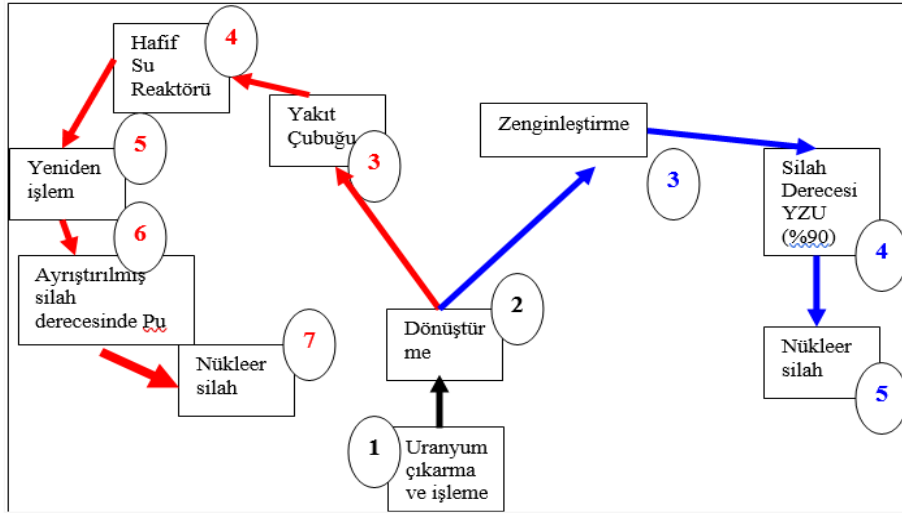 1
Uranyum
çıkarma
ve işleme
2
Dönüştür
me
3
Yakıt
Çubuğu
4
Hafif
Su
Reaktörü
5
Yeniden
işlem
6
Ayrıştırılmış
silah
derecesinde Pu
7
Nükleer
silah
Zenginleştirme
3
Silah
Derecesi
YZU
(%90)
4
Nükleer
silah
5